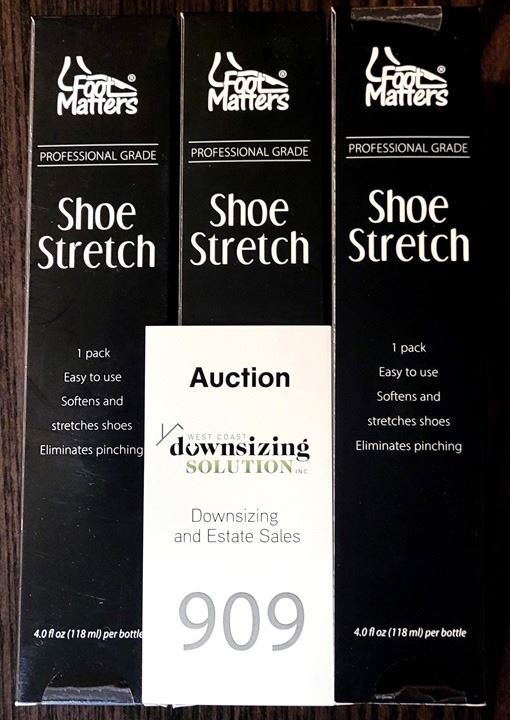 Foot
Matters®
PROFESSIONAL GRADE
Shoe
Stretch
1 pack
Easy to use
Softens and
stretches shoes
Eliminates pinching
4.0 fl oz (118 ml) per bottle
Foot
Matters®
PROFESSIONAL GRADE
Shoe
Stretch
Auction
WEST COAST
downsizing
SOLUTION INC.
Downsizing
and Estate Sales
909
Foot
Matters®
PROFESSIONAL GRADE
Shoe
Stretch
1 pack
Easy to use
Softens and
stretches shoes
Eliminates pinching
4.0 fl oz (118 ml) per bottle